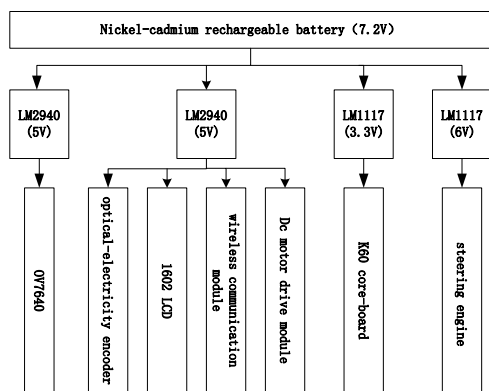 Nickel-cadmium rechargeable battery (7.2V)
LM2940
(5V)
LM2940
(5V)
LM1117
(3.3V)
LM1117
(6V)
OV7640
optical-electricity encoder
1602 LCD
wireless communication
module
Dc motor drive module
K60 core-board
steering engine